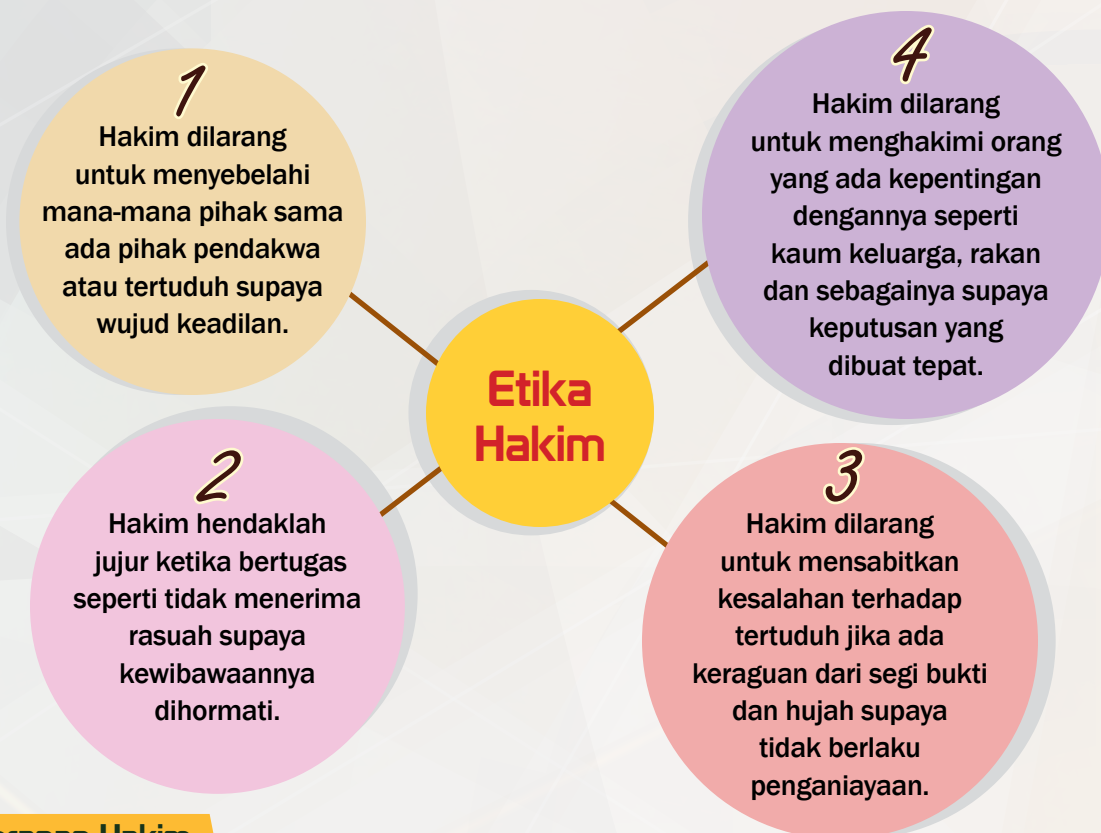 1
Hakim dilarang
untuk menyebelahi
mana-mana pihak sama
ada pihak pendakwa
atau tertuduh supaya
wujud keadilan.
2
Hakim hendaklah
jujur ketika bertugas
seperti tidak menerima
rasuah supaya
kewibawaannya
dihormati.
Etika
Hakim
4
Hakim dilarang
untuk menghakimi orang
yang ada kepentingan
dengannya seperti
kaum keluarga, rakan
dan sebagainya supaya
keputusan yang
dibuat tepat.
3
Hakim dilarang
untuk mensabitkan
kesalahan terhadap
tertuduh jika ada
keraguan dari segi bukti
dan hujah supaya
tidak berlaku
penganiayaan.
Hakim